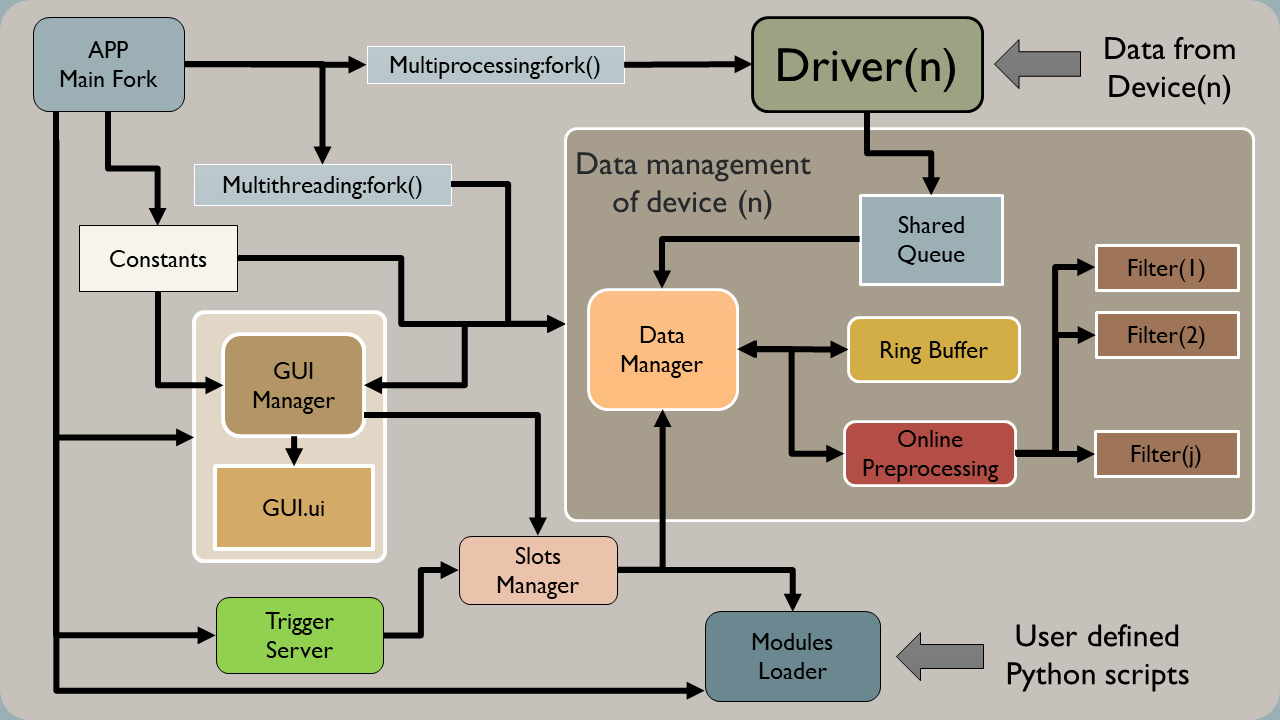 APP
Main Fork
Multiprocessing:fork()
Driver(n)
Data from
Device(n)
Multithreading:fork()
Data management
of device (n)
Shared
Queue
Constants
Filter(1)
Data
Manager
Ring Buffer
Filter(2)
GUI
Manager
Online
Preprocessing
Filter(j)
GUI.ui
Slots
Manager
Trigger
Server
Modules
Loader
User defined
Python scripts